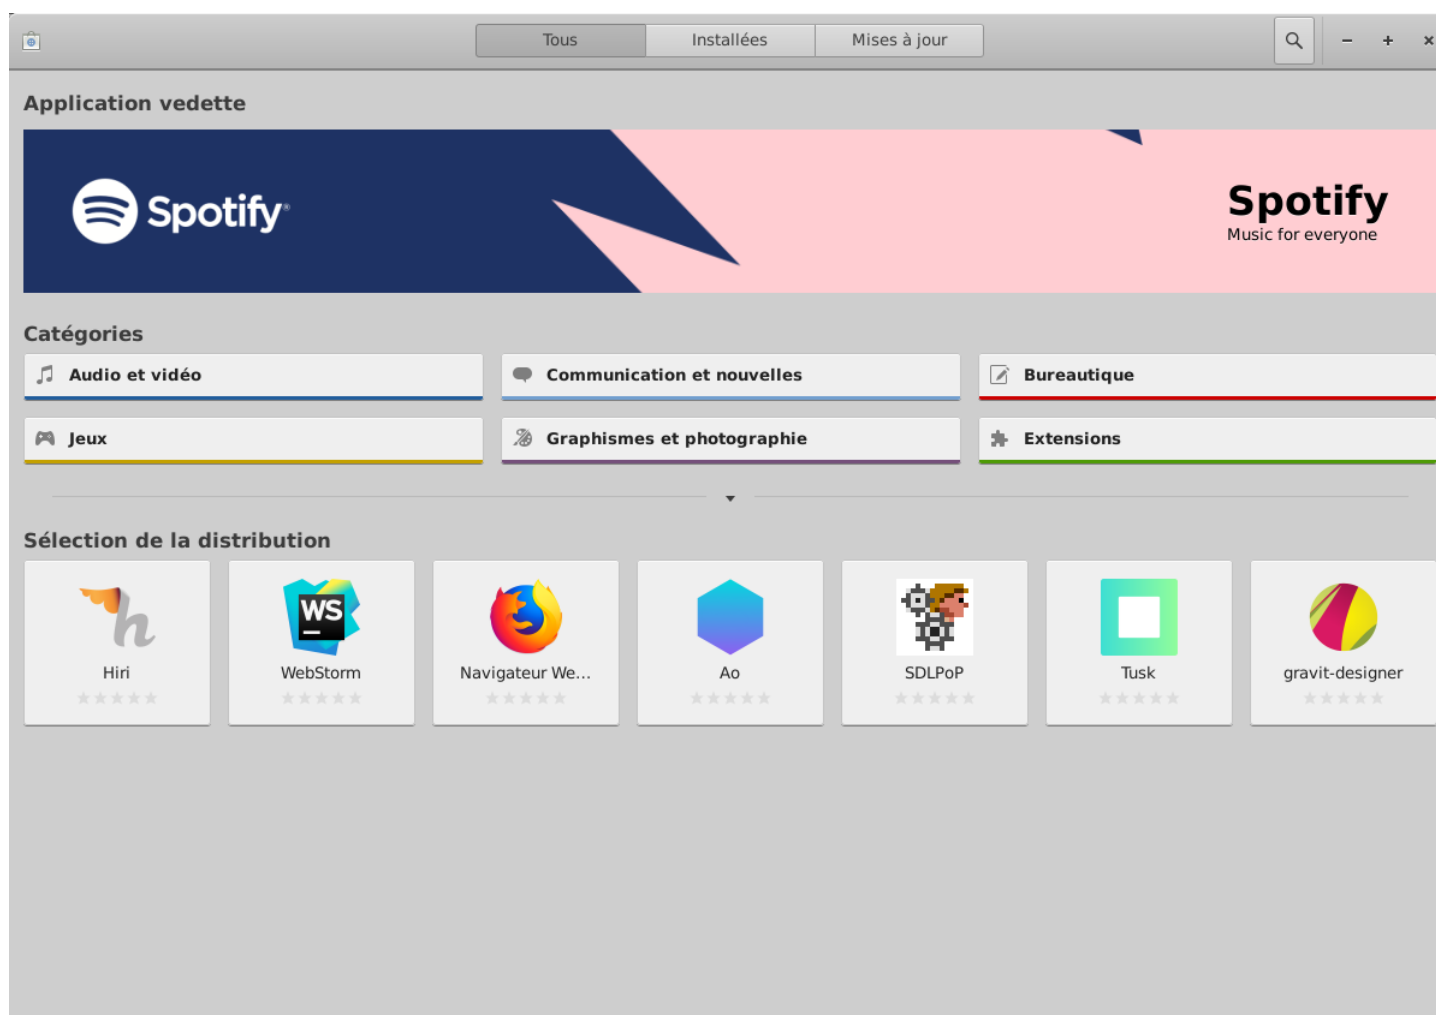 Tous Installées Mises à jour
Application vedette
Spotify
Spotify
Music for everyone
Catégories
Audio et vidéo Communication et nouvelles Bureautique
Jeux Graphismes et photographie Extensions
Sélection de la distribution
WS
Hiri WebStorm Navigateur We... Ao SDLPoP Tusk gravit-designer